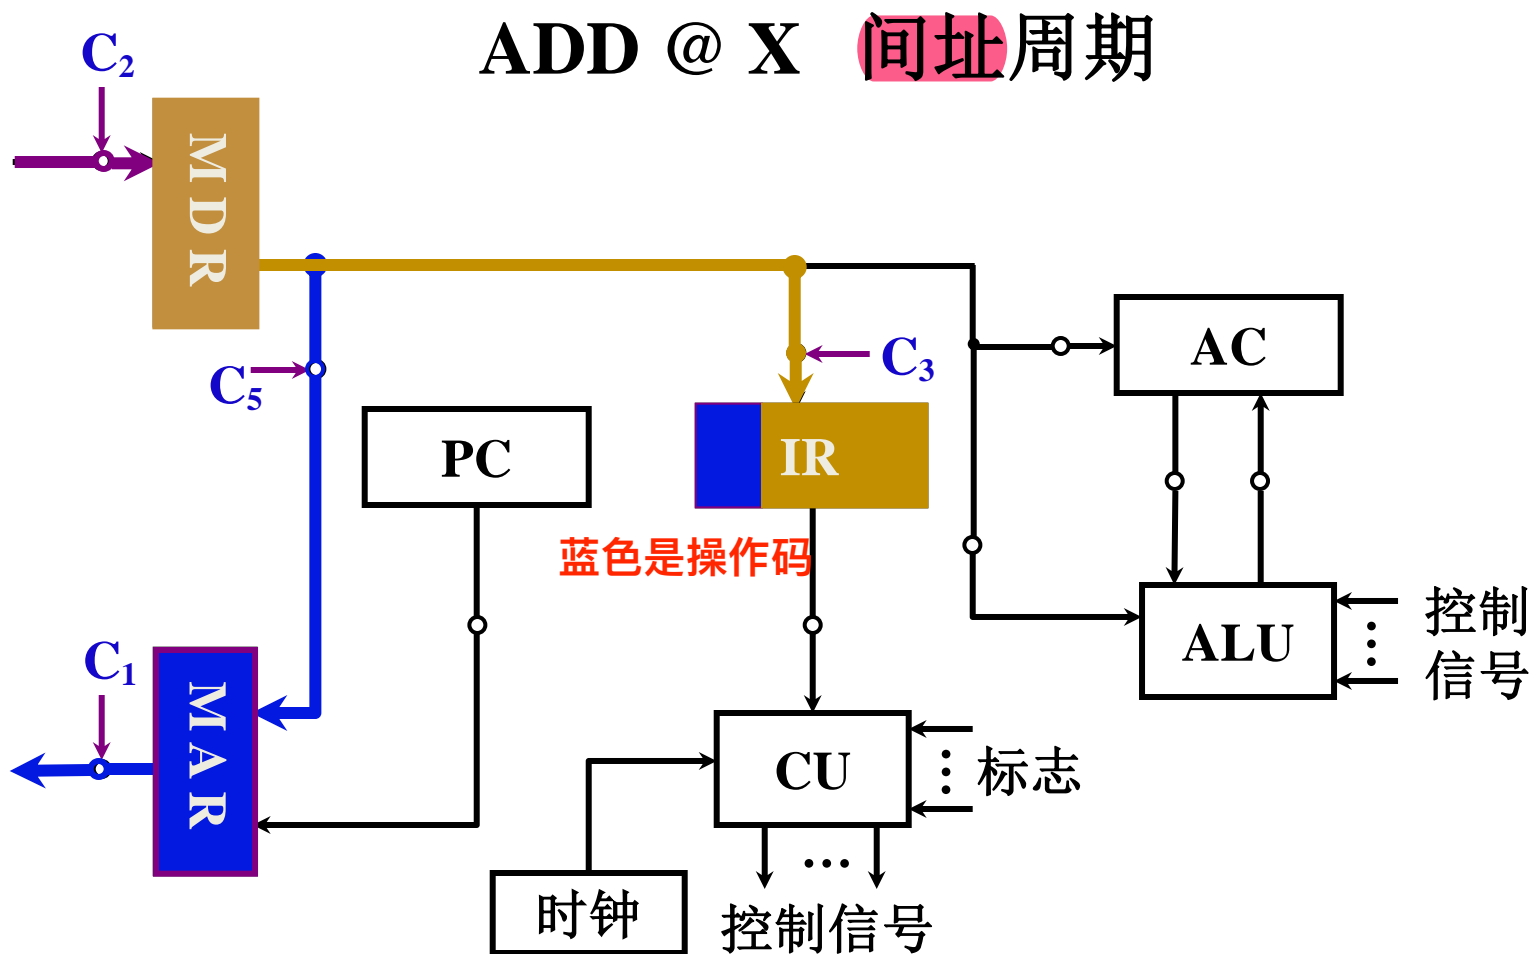 ADD @ X 间址周期
C2
MDR
C3
AC
C5
PC
IR
蓝色是操作码
C1
MAR
ALU
控制
信号
CU
标志
时钟
…
控制信号